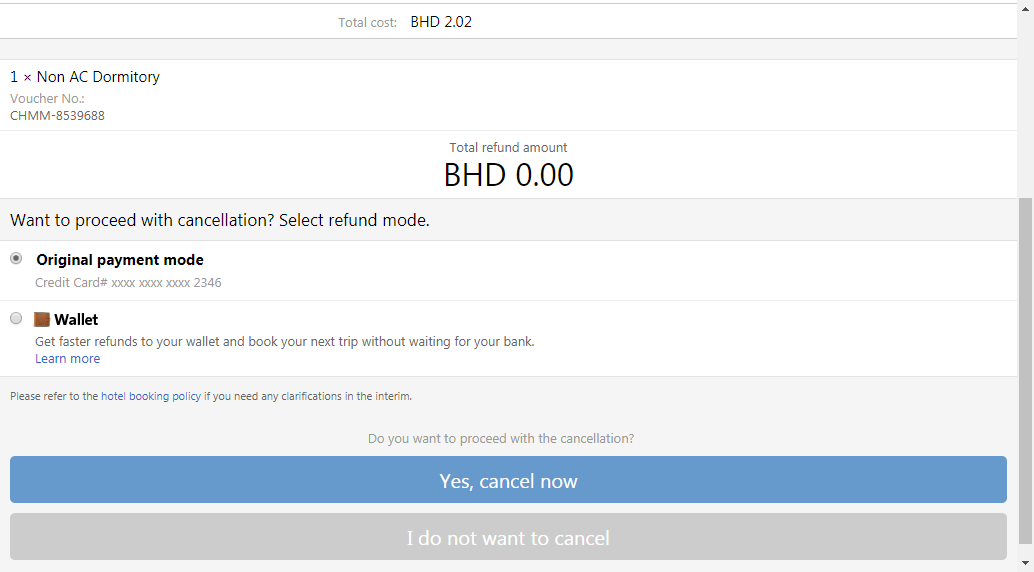 Total cost: BHD 2.02
1 × Non AC Dormitory
Voucher No.:
CHMM-8539688
Total refund amount
BHD 0.00
Want to proceed with cancellation? Select refund mode.
Original payment mode
Credit Card# xxxx xxxx xxxx 2346
Wallet
Get faster refunds to your wallet and book your next trip without waiting for your bank.
Learn more
Please refer to the hotel booking policy if you need any clarifications in the interim.
Do you want to proceed with the cancellation?
Yes, cancel now
I do not want to cancel